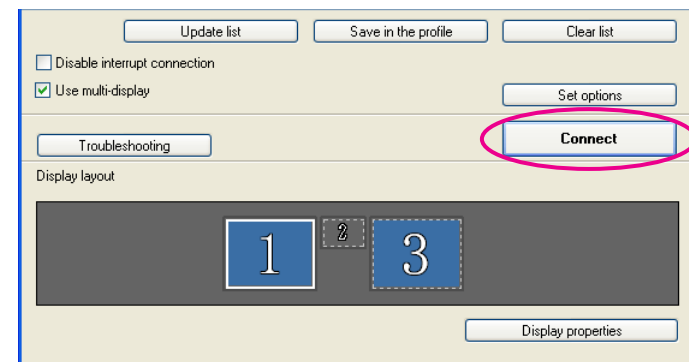 Update list Save in the profile Clear list
Disable interrupt connection
Use multi-display
Set options
Troubleshooting Connect
Display layout
1 2 3
Display properties